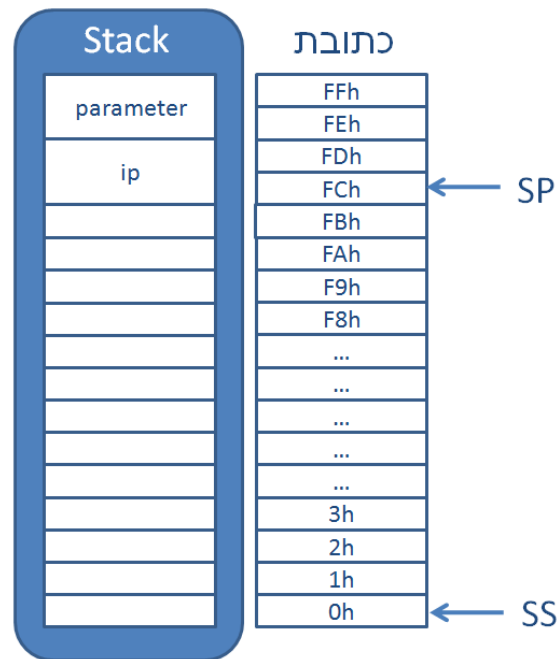 Stack כתובת
parameter FFh
FEh
ip FDh
FCh SP
FBh
FAh
F9h
F8h
...
...
...
...
...
3h
2h
1h
0h SS